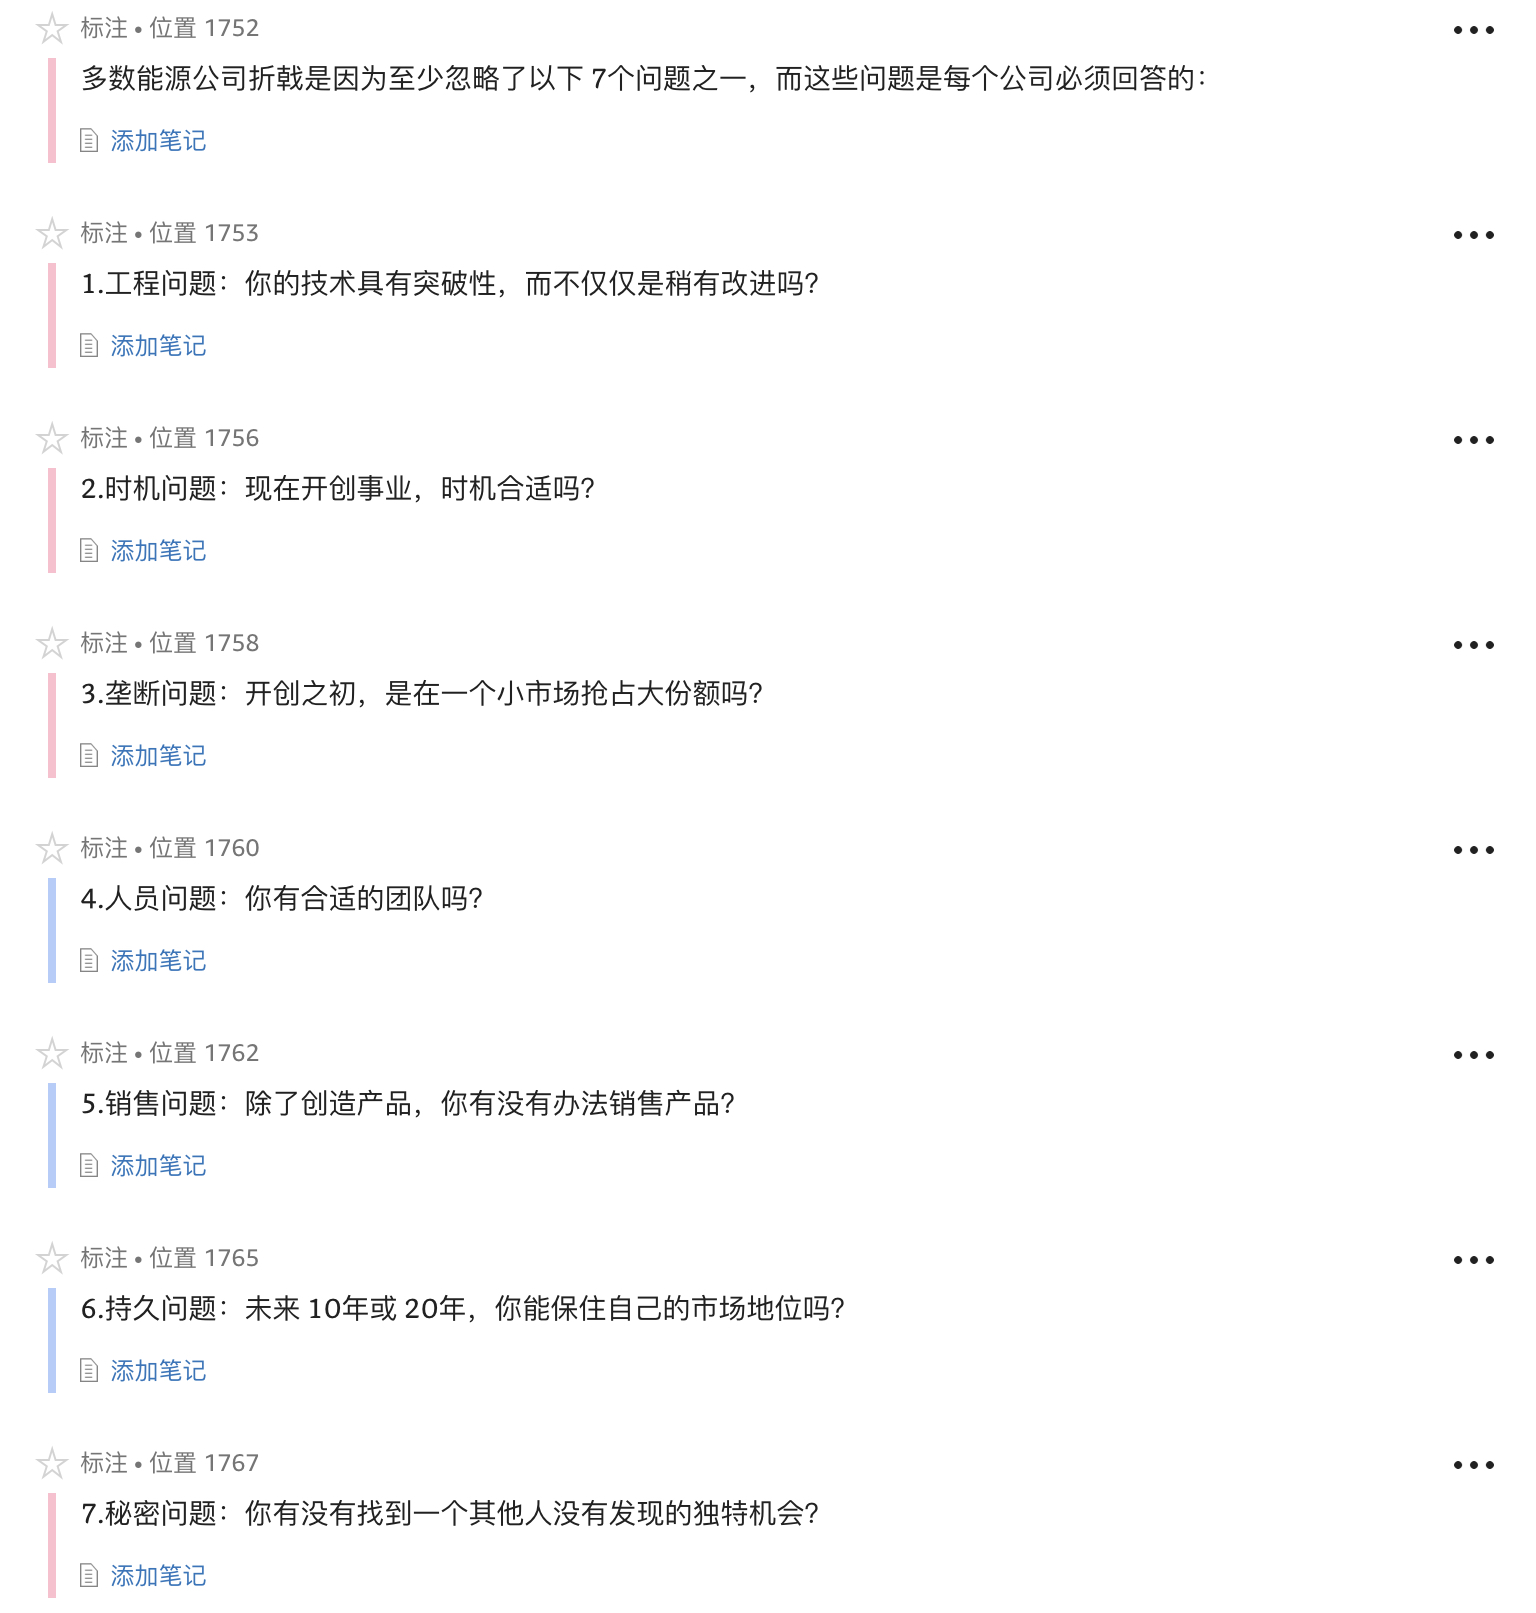 标注 • 位置 1752
多数能源公司折戟是因为至少忽略了以下 7个问题之一，而这些问题是每个公司必须回答的：
添加笔记
标注 • 位置 1753
1.工程问题：你的技术具有突破性，而不仅仅是稍有改进吗？
添加笔记
标注 • 位置 1756
2.时机问题：现在开创事业，时机合适吗？
添加笔记
标注 • 位置 1758
3.垄断问题：开创之初，是在一个小市场抢占大份额吗？
添加笔记
标注 • 位置 1760
4.人员问题：你有合适的团队吗？
添加笔记
标注 • 位置 1762
5.销售问题：除了创造产品，你有没有办法销售产品？
添加笔记
标注 • 位置 1765
6.持久问题：未来 10年或 20年，你能保住自己的市场地位吗？
添加笔记
标注 • 位置 1767
7.秘密问题：你有没有找到一个其他人没有发现的独特机会？
添加笔记